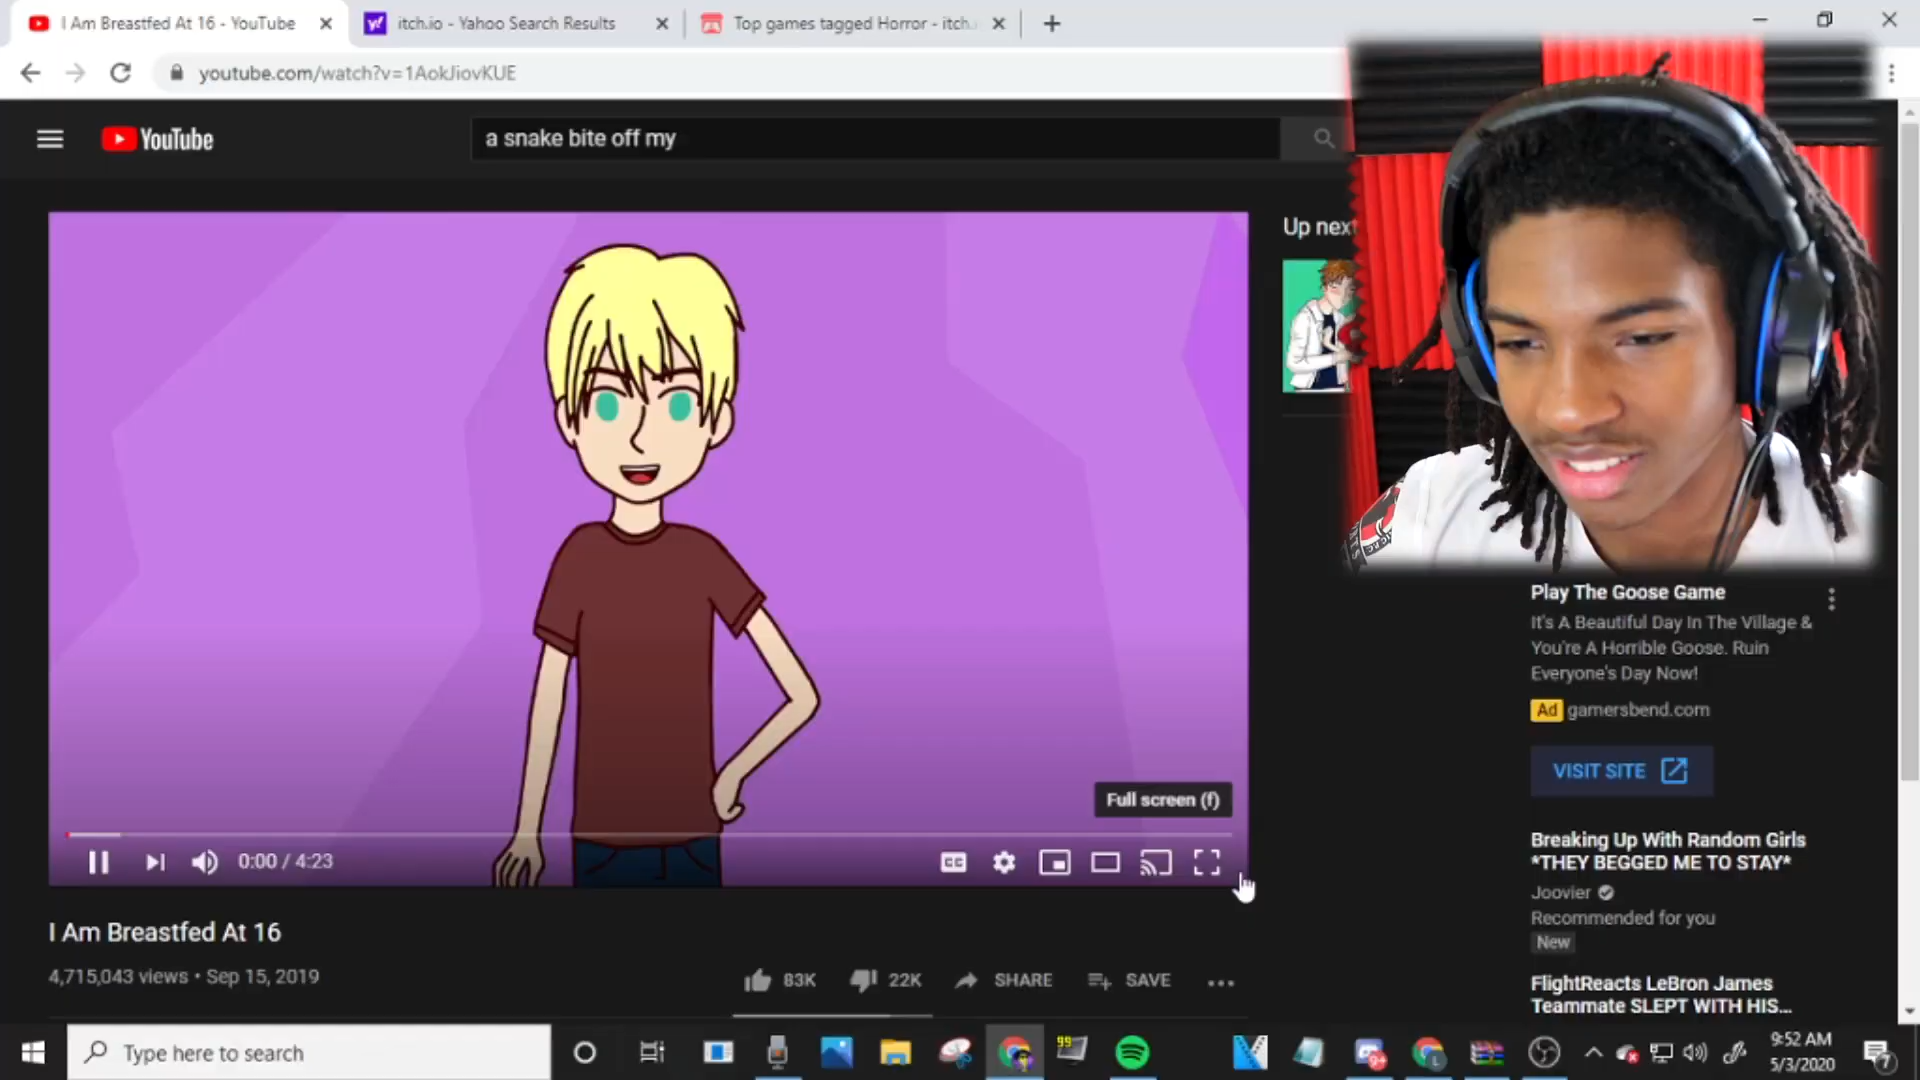 I Am Breastfed At 16 - YouTube
itch.io - Yahoo Search Results
Top games tagged Horror - itch.
youtube.com/watch?v=1AokJiovKUE
YouTube
a snake bite off my
Up next
Full screen (f)
0:00 / 4:23
CC
I Am Breastfed At 16
4,715,043 views • Sep 15, 2019
83K
22K
SHARE
SAVE
Play The Goose Game
It's A Beautiful Day In The Village &
You're A Horrible Goose. Ruin
Everyone's Day Now!
Ad gamersbend.com
VISIT SITE
Breaking Up With Random Girls
*THEY BEGGED ME TO STAY*
Joovier
Recommended for you
New
FlightReacts LeBron James
Teammate SLEPT WITH HIS...
Type here to search
99
9+
L
9:52 AM
5/3/2020
7